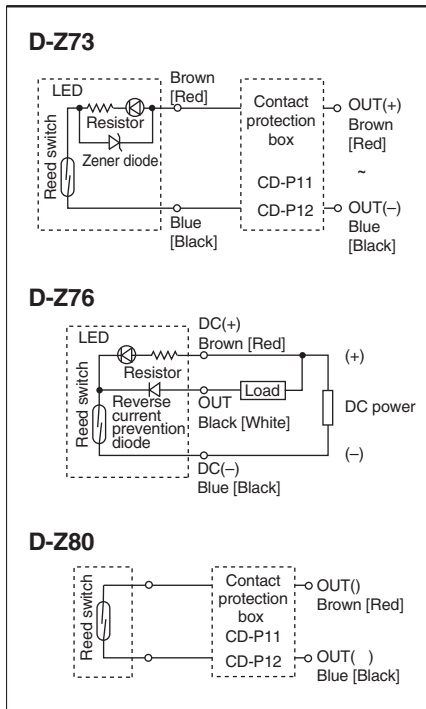 D-Z73
LED
Brown
[Red]
Resistor
Zener diode
Reed switch
Blue
[Black]
Contact
protection
box
CD-P11
CD-P12
OUT(+)
Brown
[Red]
~
OUT(–)
Blue
[Black]
D-Z76
LED
DC(+)
Brown [Red]
Resistor
Reverse
current
prevention
diode
Reed switch
OUT
Black [White]
Load
DC(–)
Blue [Black]
(+)
DC power
(–)
D-Z80
Reed switch
Contact
protection
box
CD-P11
CD-P12
OUT()
Brown [Red]
OUT( )
Blue [Black]